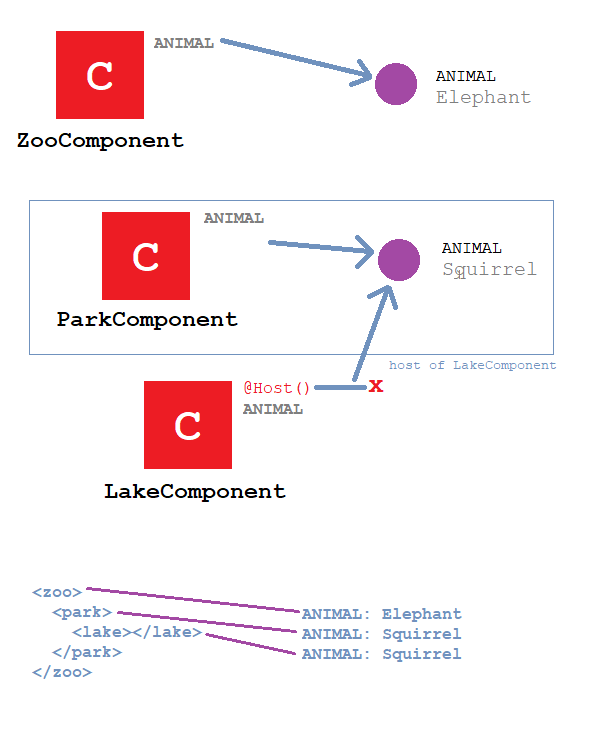 C
ANIMAL
ANIMAL
Elephant
ZooComponent
C
ANIMAL
ANIMAL
Squirrel
ParkComponent
host of LakeComponent
C
@Host()
x
ANIMAL
LakeComponent
<zoo>
ANIMAL: Elephant
<park>
ANIMAL: Squirrel
<lake></lake>
ANIMAL: Squirrel
</park>
</zoo>